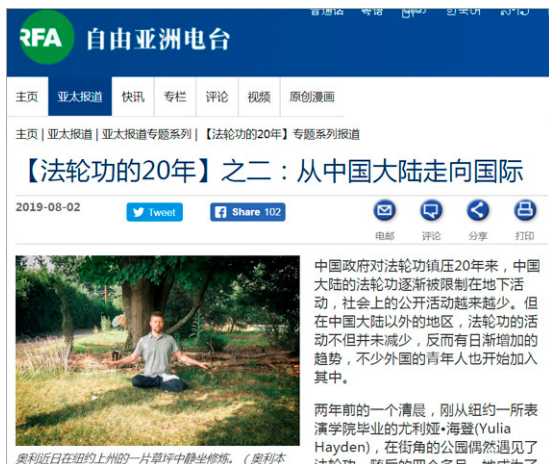 RFA 自由亚洲电台
普通话 粤语 မြန်မာ 한국어 ລາວ
主页 亚太报道 快讯 专栏 评论 视频 原创漫画
主页 | 亚太报道 | 亚太报道专题系列 | 【法轮功的20年】专题系列报道
【法轮功的20年】之二：从中国大陆走向国际
2019-08-02
Tweet
Share 102
电邮 评论 分享 打印
中国政府对法轮功镇压20年来，中国
大陆的法轮功逐渐被限制在地下活
动，社会上的公开活动越来越少。但
在中国大陆以外的地区，法轮功的活
动不但并未减少，反而有日渐增加的
趋势，不少外国的青年人也开始加入
其中。
两年前的一个清晨，刚从纽约一所表
演学院毕业的尤利娅•海登(Yulia
Hayden)，在街角的公园偶然遇见了
奥利近日在纽约上州的一片草坪中静坐修炼。（奥利本